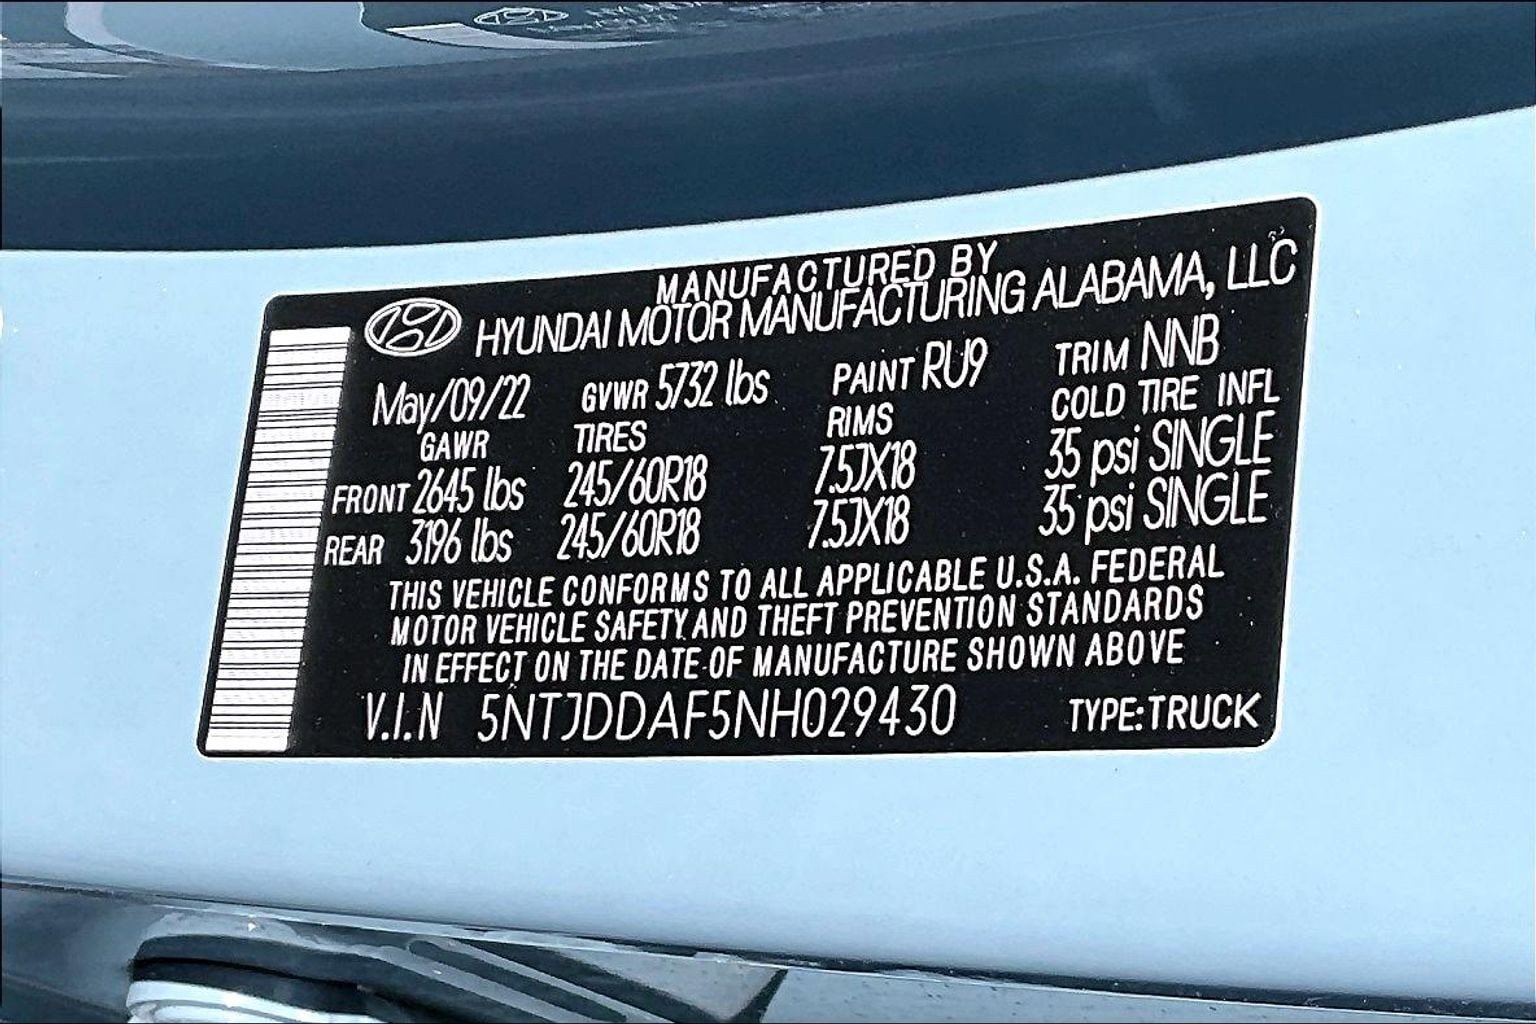 MANUFACTURED BY
HYUNDAI MOTOR MANUFACTURING ALABAMA, LLC
May/09/22 GVWR 5732 lbs PAINT RU9 TRIM NNB
GAWR TIRES RIMS COLD TIRE INFL
FRONT 2645 lbs 245/60R18 7.5JX18 35 psi SINGLE
REAR 3196 lbs 245/60R18 7.5JX18 35 psi SINGLE
THIS VEHICLE CONFORMS TO ALL APPLICABLE U.S.A. FEDERAL
MOTOR VEHICLE SAFETY AND THEFT PREVENTION STANDARDS
IN EFFECT ON THE DATE OF MANUFACTURE SHOWN ABOVE
V.I.N 5NTJDDAF5NH029430 TYPE:TRUCK